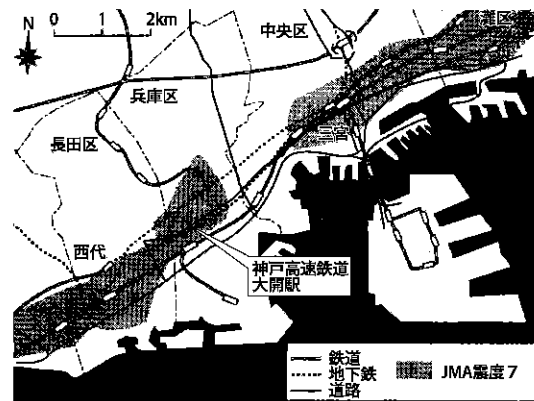 N
0 1 2km
中央区
灘区
兵庫区
長田区
三宮
西代
神戸高速鉄道
大開駅
鉄道
地下鉄
道路
JMA震度7